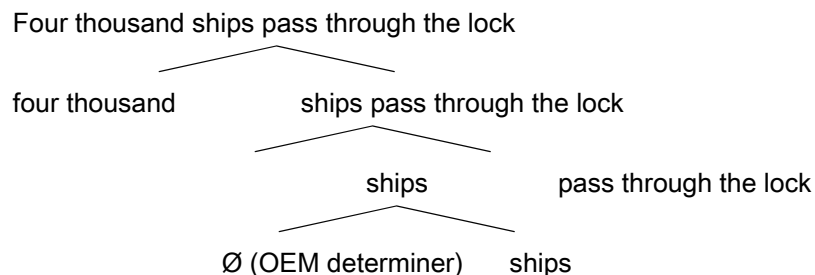 Four thousand ships pass through the lock
four thousand ships pass through the lock
ships pass through the lock
Ø (OEM determiner) ships